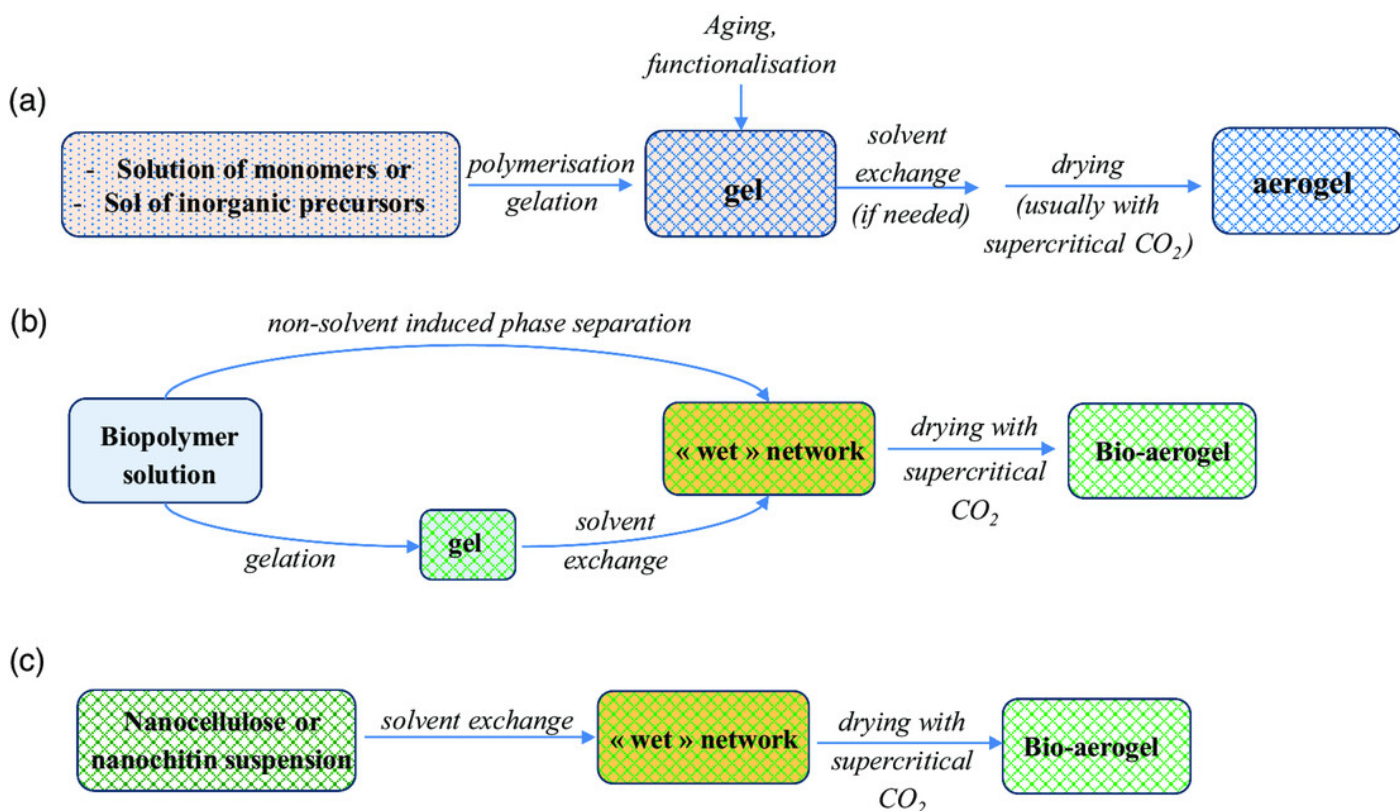 (a)
Aging,
functionalisation
- Solution of monomers or
- Sol of inorganic precursors
polymerisation
gelation
gel
solvent
exchange
(if needed)
drying
(usually with
supercritical CO2)
aerogel
(b)
non-solvent induced phase separation
Biopolymer
solution
gelation
gel
solvent
exchange
« wet » network
drying with
supercritical
CO2
Bio-aerogel
(c)
Nanocellulose or
nanochitin suspension
solvent exchange
« wet » network
drying with
supercritical
CO2
Bio-aerogel